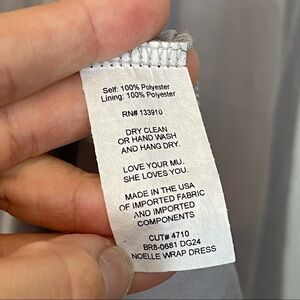 Self: 100% Polyester
Lining: 100% Polyester
RN# 133910
DRY CLEAN
OR HAND WASH
AND HANG DRY.
LOVE YOUR MU.
SHE LOVES YOU.
MADE IN THE USA
OF IMPORTED FABRIC
AND IMPORTED
COMPONENTS
CUT# 4710
BR8-0681 DG24
NOELLE WRAP DRESS